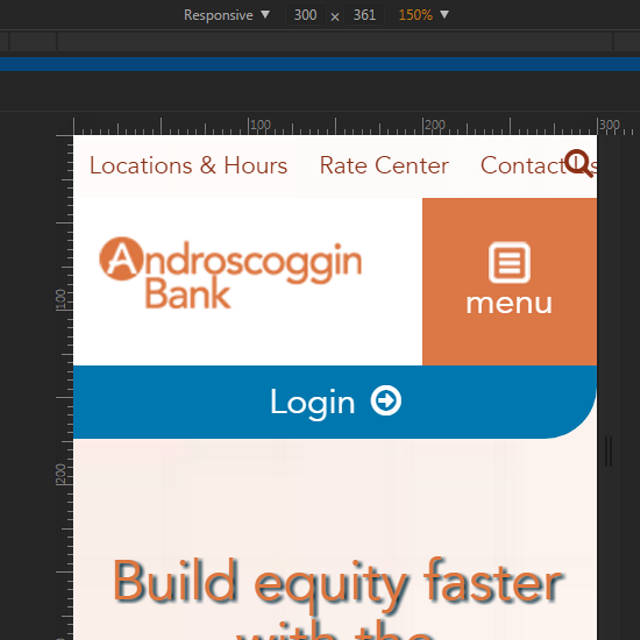 Responsive ▼ 300 x 361 150% ▼
100 200 300
Locations & Hours Rate Center Contact Us
Androscoggin
Bank
menu
100
Login
200
Build equity faster
with the